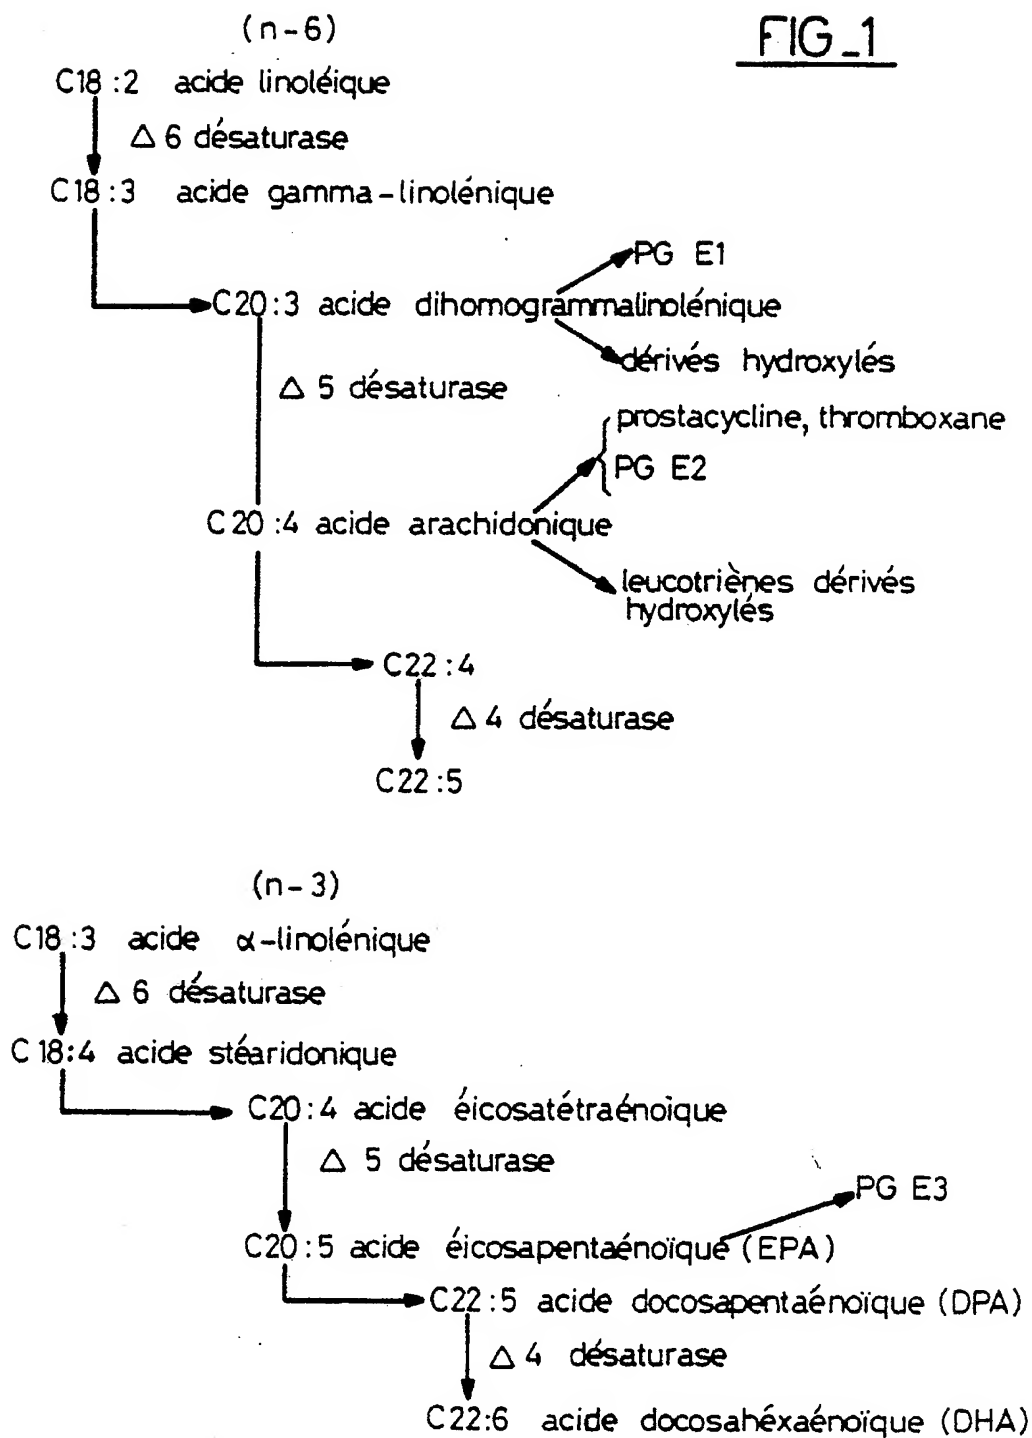 (n-6)
FIG_1
C18:2 acide linoléique
Δ 6 désaturase
C18:3 acide gamma-linolénique
PG E1
C20:3 acide dihomogrammalinolénique
dérivés hydroxylés
Δ 5 désaturase
prostacycline, thromboxane
PG E2
C20:4 acide arachidonique
leucotriènes dérivés
hydroxylés
C22:4
Δ 4 désaturase
C22:5
(n-3)
C18:3 acide α-linolénique
Δ 6 désaturase
C18:4 acide stéaridonique
C20:4 acide éicosatétraénoïque
Δ 5 désaturase
PG E3
C20:5 acide éicosapentaénoïque (EPA)
C22:5 acide docosapentaénoïque (DPA)
Δ 4 désaturase
C22:6 acide docosahéxaénoïque (DHA)